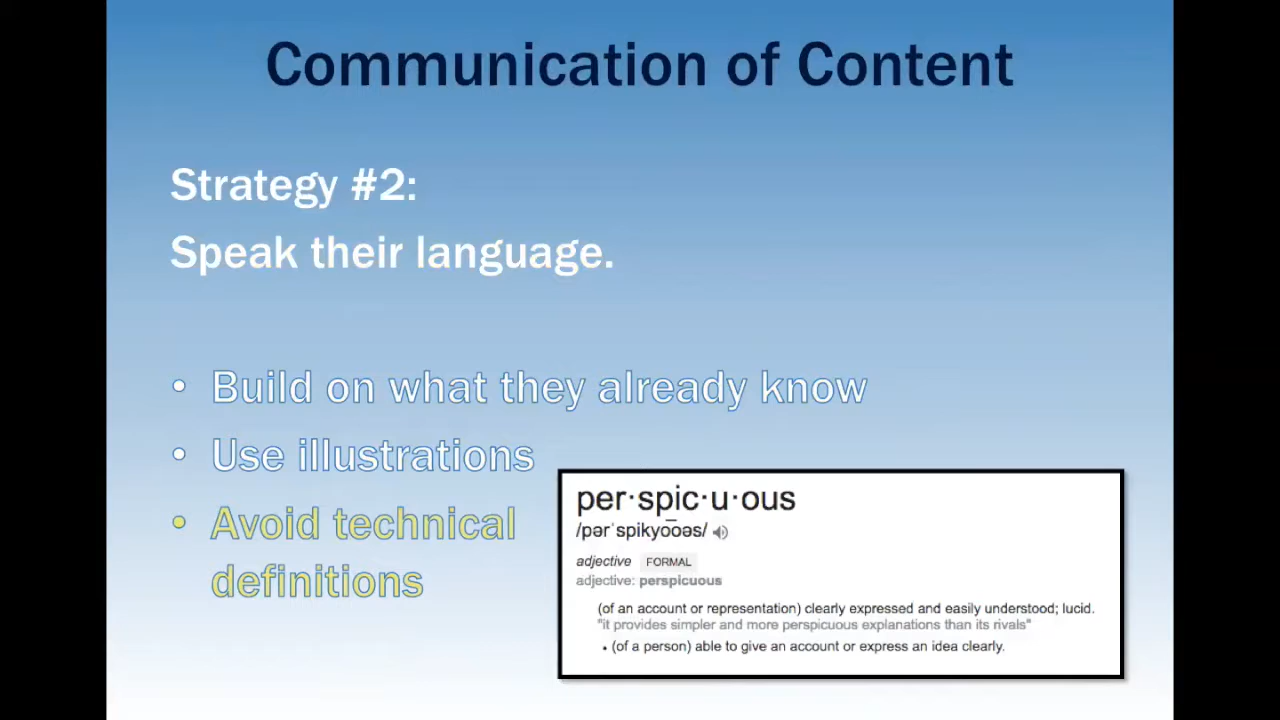 Communication of Content
Strategy #2:
Speak their language.
• Build on what they already know
• Use illustrations
• Avoid technical
definitions
per·spic·u·ous
/pərˈspikyo͞oəs/
adjective FORMAL
adjective: perspicuous
(of an account or representation) clearly expressed and easily understood; lucid.
"it provides simpler and more perspicuous explanations than its rivals"
• (of a person) able to give an account or express an idea clearly.